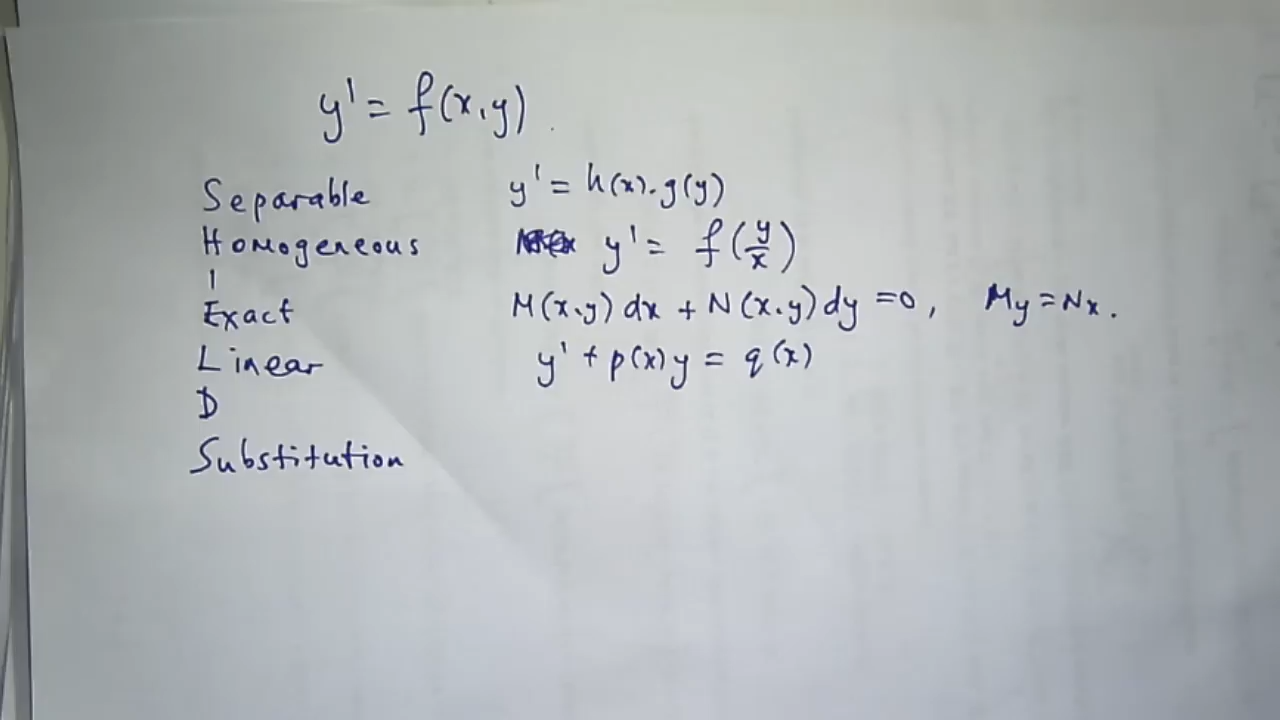 y' = f(x,y)
Separable y' = h(x).g(y)
Homogeneous y' = f(y/x)
I
Exact M(x,y)dx + N(x,y)dy =0, My = Nx.
Linear y' + p(x)y = q(x)
D
Substitution